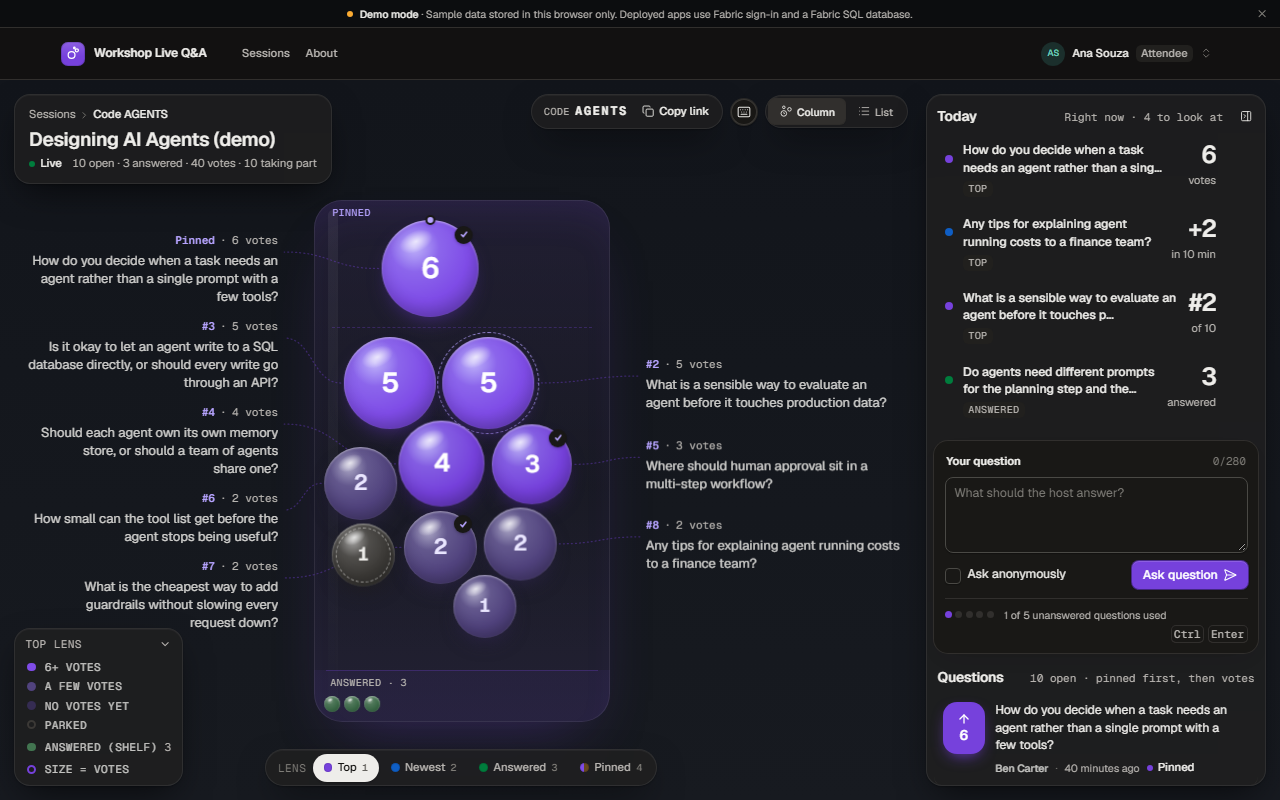 Demo mode · Sample data stored in this browser only. Deployed apps use Fabric sign-in and a Fabric SQL database.
Workshop Live Q&A
Sessions
About
AS
Ana Souza
Attendee
Sessions › Code AGENTS
Designing AI Agents (demo)
Live 10 open · 3 answered · 40 votes · 10 taking part
CODE AGENTS
Copy link
Column
List
PINNED
6
5
5
4
3
2
2
2
1
1
ANSWERED · 3
Pinned · 6 votes
How do you decide when a task needs an
agent rather than a single prompt with a
few tools?
#3 · 5 votes
Is it okay to let an agent write to a SQL
database directly, or should every write go
through an API?
#4 · 4 votes
Should each agent own its own memory
store, or should a team of agents
share one?
#6 · 2 votes
How small can the tool list get before the
agent stops being useful?
#7 · 2 votes
What is the cheapest way to add
guardrails without slowing every
request down?
#2 · 5 votes
What is a sensible way to evaluate an
agent before it touches production data?
#5 · 3 votes
Where should human approval sit in a
multi-step workflow?
#8 · 2 votes
Any tips for explaining agent running costs
to a finance team?
TOP LENS
6+ VOTES
A FEW VOTES
NO VOTES YET
PARKED
ANSWERED (SHELF) 3
SIZE = VOTES
LENS
Top 1
Newest 2
Answered 3
Pinned 4
Today
Right now · 4 to look at
How do you decide when a task
needs an agent rather than a sing…
TOP
6
votes
Any tips for explaining agent
running costs to a finance team?
TOP
+2
in 10 min
What is a sensible way to evaluate an
agent before it touches p…
TOP
#2
of 10
Do agents need different prompts
for the planning step and the…
ANSWERED
3
answered
Your question
0/280
What should the host answer?
Ask anonymously
Ask question
1 of 5 unanswered questions used
Ctrl Enter
Questions
10 open · pinned first, then votes
6
How do you decide when a task needs an
agent rather than a single prompt with a
few tools?
Ben Carter · 40 minutes ago Pinned